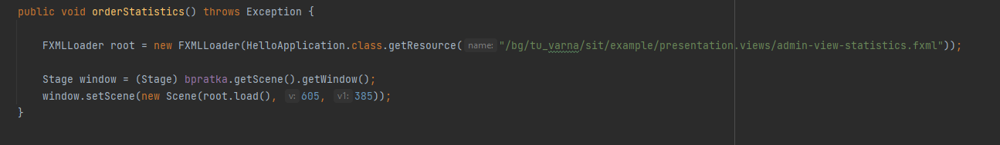 public void orderStatistics() throws Exception {
FXMLLoader root = new FXMLLoader(HelloApplication.class.getResource( name: "/bg/tu_varna/sit/example/presentation.views/admin-view-statistics.fxml"));
Stage window = (Stage) bpratka.getScene().getWindow();
window.setScene(new Scene(root.load(), v: 605, v1: 385));
}